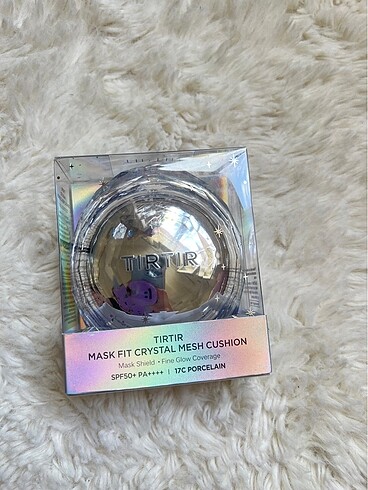 TIRTIR
TIRTIR
MASK FIT CRYSTAL MESH CUSHION
Mask Shield • Fine Glow Coverage
SPF50+ PA++++ | 17C PORCELAIN